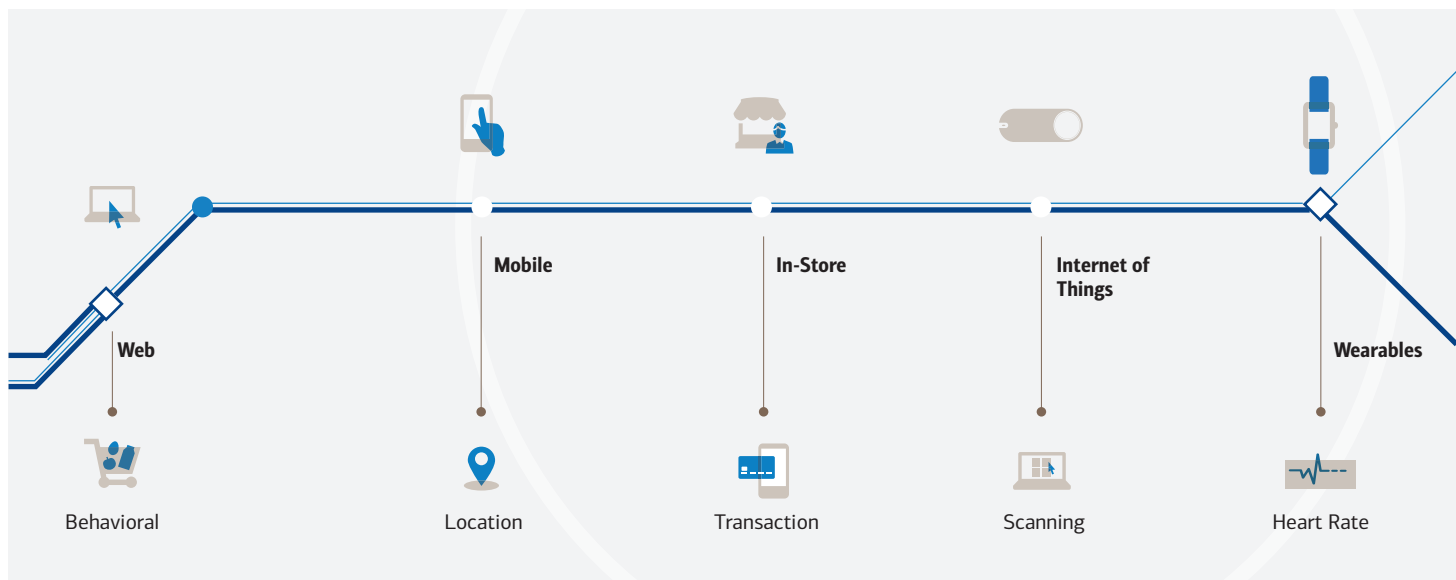 Mobile
In-Store
Internet of
Things
Web
Wearables
Behavioral
Location
Transaction
Scanning
Heart Rate